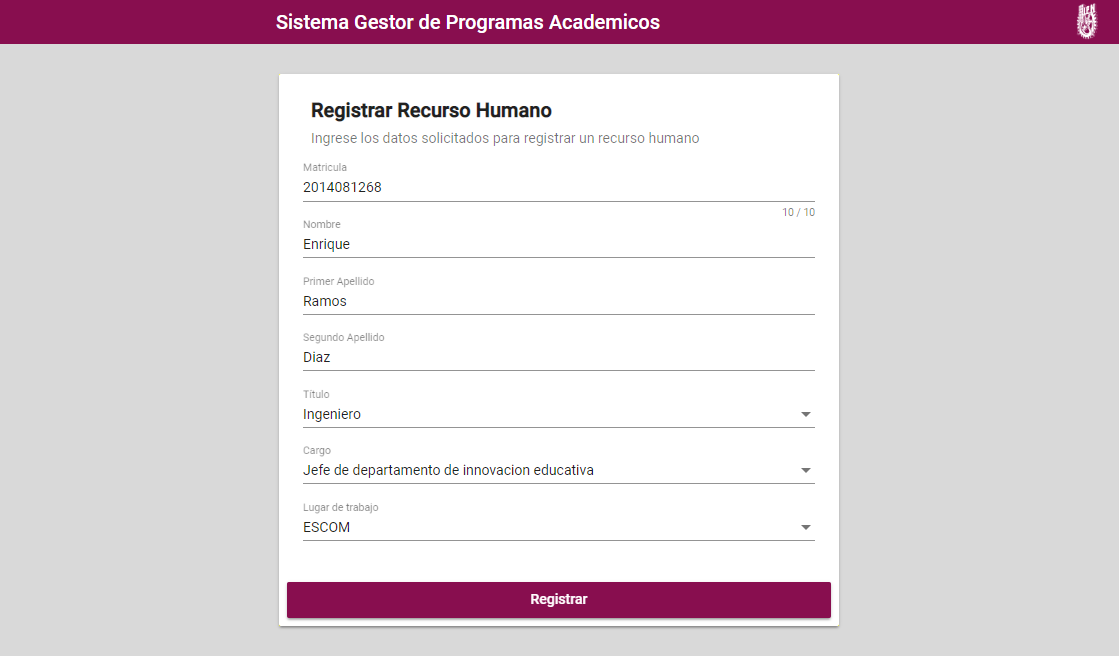 Sistema Gestor de Programas Academicos
Registrar Recurso Humano
Ingrese los datos solicitados para registrar un recurso humano
Matricula
2014081268
10 / 10
Nombre
Enrique
Primer Apellido
Ramos
Segundo Apellido
Diaz
Título
Ingeniero
Cargo
Jefe de departamento de innovacion educativa
Lugar de trabajo
ESCOM
Registrar